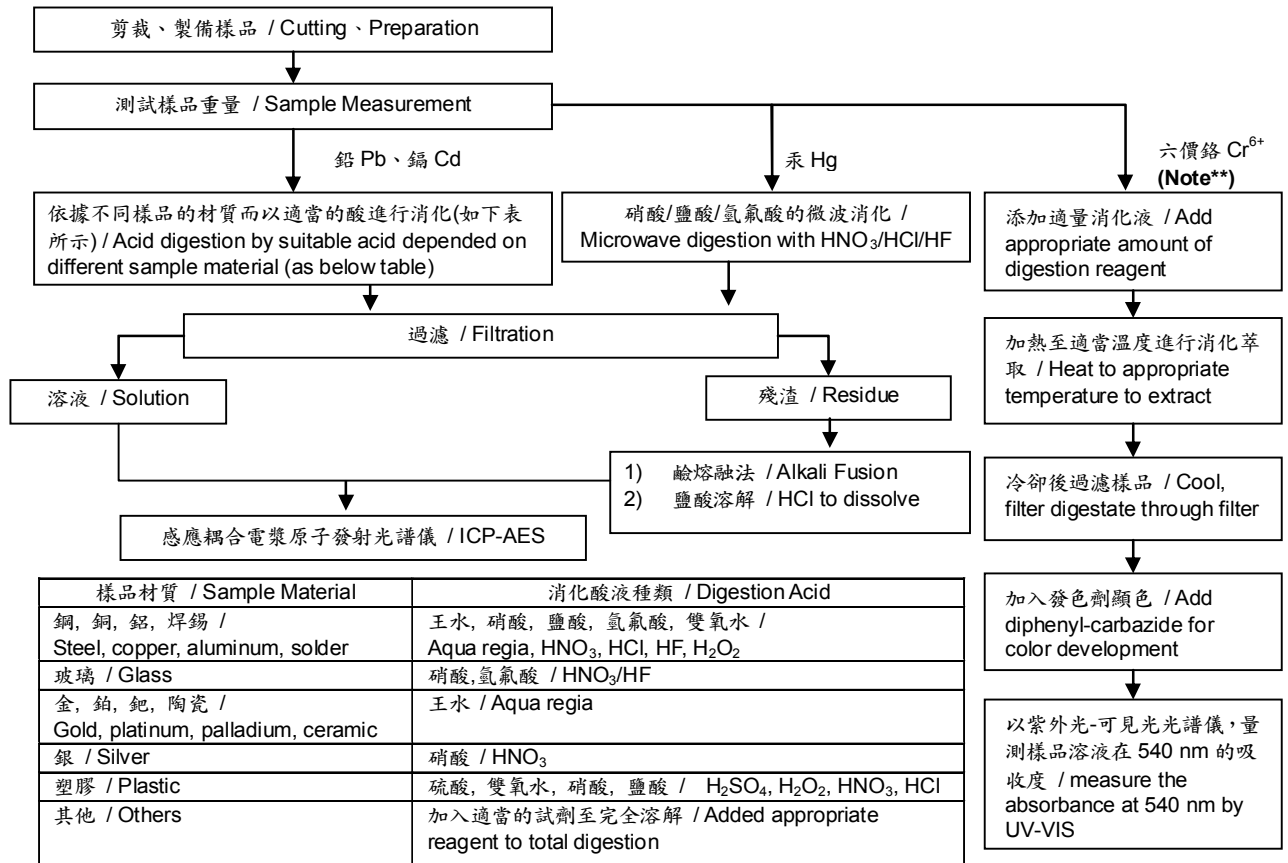 剪裁、製備樣品 / Cutting、Preparation
測試樣品重量 / Sample Measurement
鉛 Pb、鎘 Cd
汞 Hg
六價鉻 Cr⁶⁺
(Note**)
依據不同樣品的材質而以適當的酸進行消化(如下表
所示) / Acid digestion by suitable acid depended on
different sample material (as below table)
硝酸/鹽酸/氫氟酸的微波消化 /
Microwave digestion with HNO₃/HCl/HF
添加適量消化液 / Add
appropriate amount of
digestion reagent
過濾 / Filtration
加熱至適當溫度進行消化萃
取 / Heat to appropriate
temperature to extract
溶液 / Solution
殘渣 / Residue
1) 鹼熔融法 / Alkali Fusion
2) 鹽酸溶解 / HCl to dissolve
冷卻後過濾樣品 / Cool,
filter digestate through filter
感應耦合電漿原子發射光譜儀 / ICP-AES
加入發色劑顯色 / Add
diphenyl-carbazide for
color development
以紫外光-可見光光譜儀，量
測樣品溶液在 540 nm 的吸
收度 / measure the
absorbance at 540 nm by
UV-VIS
樣品材質 / Sample Material 消化酸液種類 / Digestion Acid
鋼, 銅, 鋁, 焊錫 / 王水, 硝酸, 鹽酸, 氫氟酸, 雙氧水 /
Steel, copper, aluminum, solder Aqua regia, HNO₃, HCl, HF, H₂O₂
玻璃 / Glass 硝酸,氫氟酸 / HNO₃/HF
金, 鉑, 鈀, 陶瓷 / 王水 / Aqua regia
Gold, platinum, palladium, ceramic
銀 / Silver 硝酸 / HNO₃
塑膠 / Plastic 硫酸, 雙氧水, 硝酸, 鹽酸 / H₂SO₄, H₂O₂, HNO₃, HCl
其他 / Others 加入適當的試劑至完全溶解 / Added appropriate
reagent to total digestion